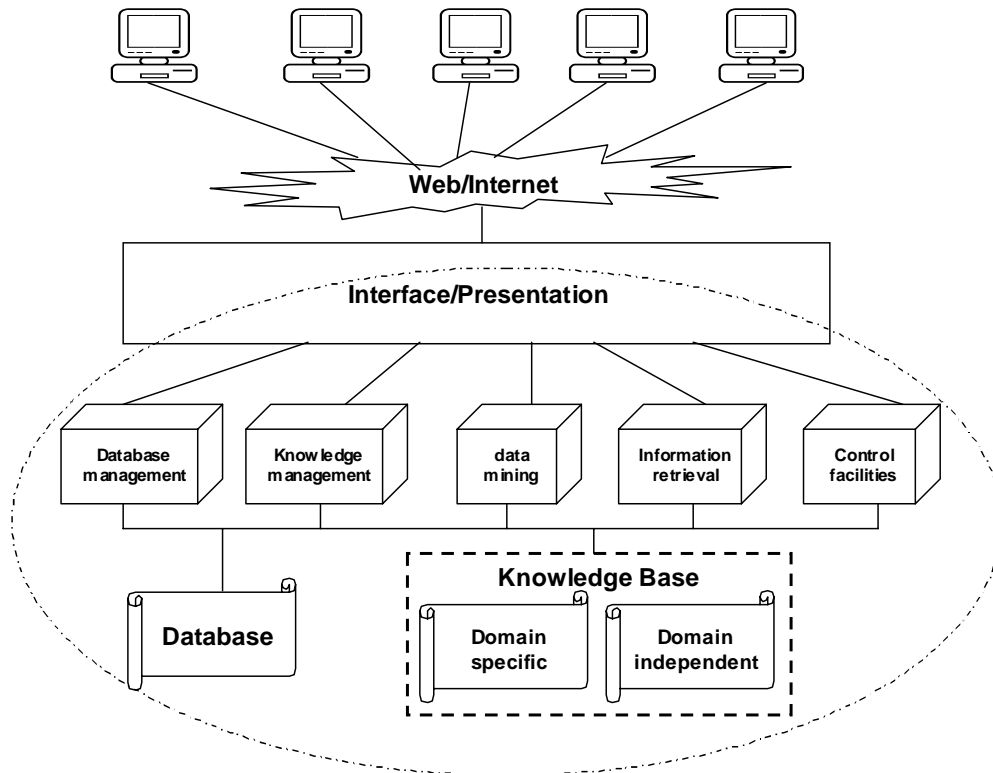 Web/Internet
Interface/Presentation
Database
management
Knowledge
management
data
mining
Information
retrieval
Control
facilities
Knowledge Base
Database
Domain
specific
Domain
independent